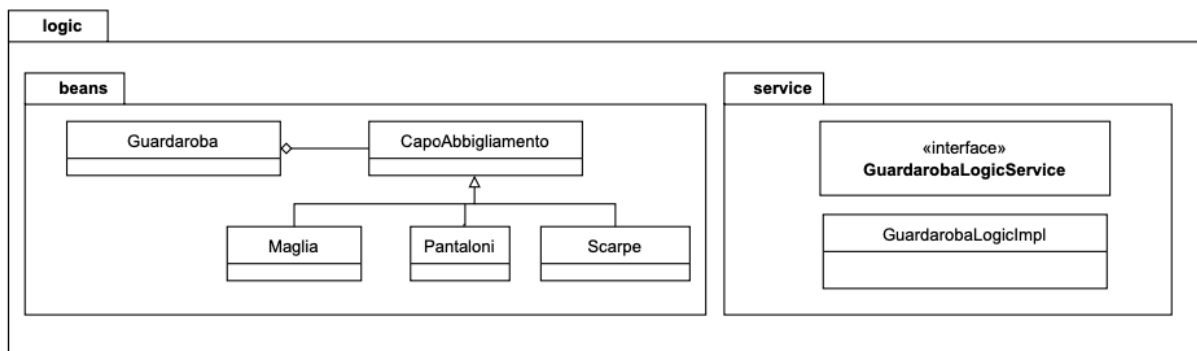 logic
beans
service
Guardaroba
CapoAbbigliamento
Maglia
Pantaloni
Scarpe
«interface»
GuardarobaLogicService
GuardarobaLogicImpl